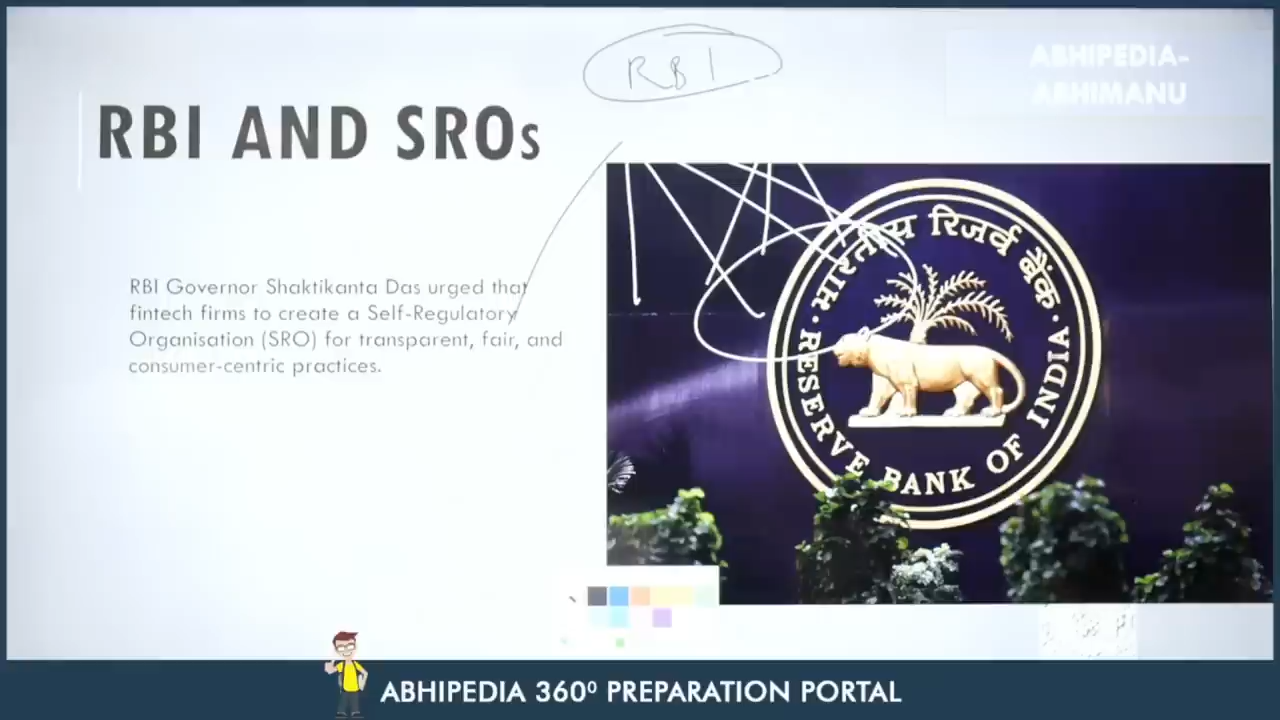 RBI
ABHIPEDIA-
ABHIMANU
RBI AND SROs
RBI Governor Shaktikanta Das urged that
fintech firms to create a Self-Regulatory
Organisation (SRO) for transparent, fair, and
consumer-centric practices.
भारतीय रिज़र्व बैंक
RESERVE BANK OF INDIA
ABHIPEDIA 360º PREPARATION PORTAL